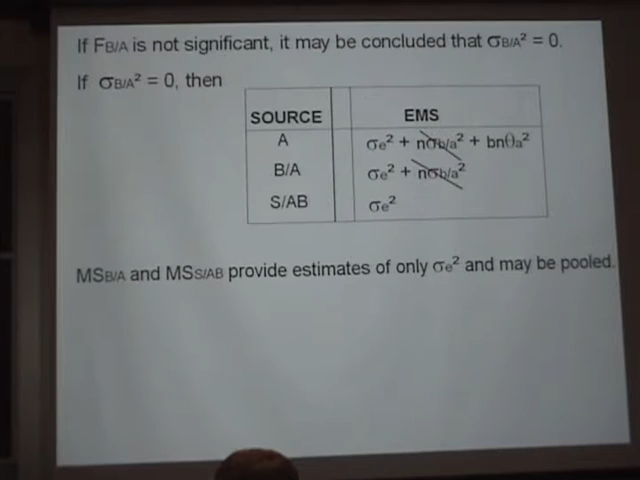 If FB/A is not significant, it may be concluded that σB/A² = 0.
If σB/A² = 0, then
SOURCE EMS
A σe² + nσb/a² + bnθa²
B/A σe² + nσb/a²
S/AB σe²
MSB/A and MSS/AB provide estimates of only σe² and may be pooled.